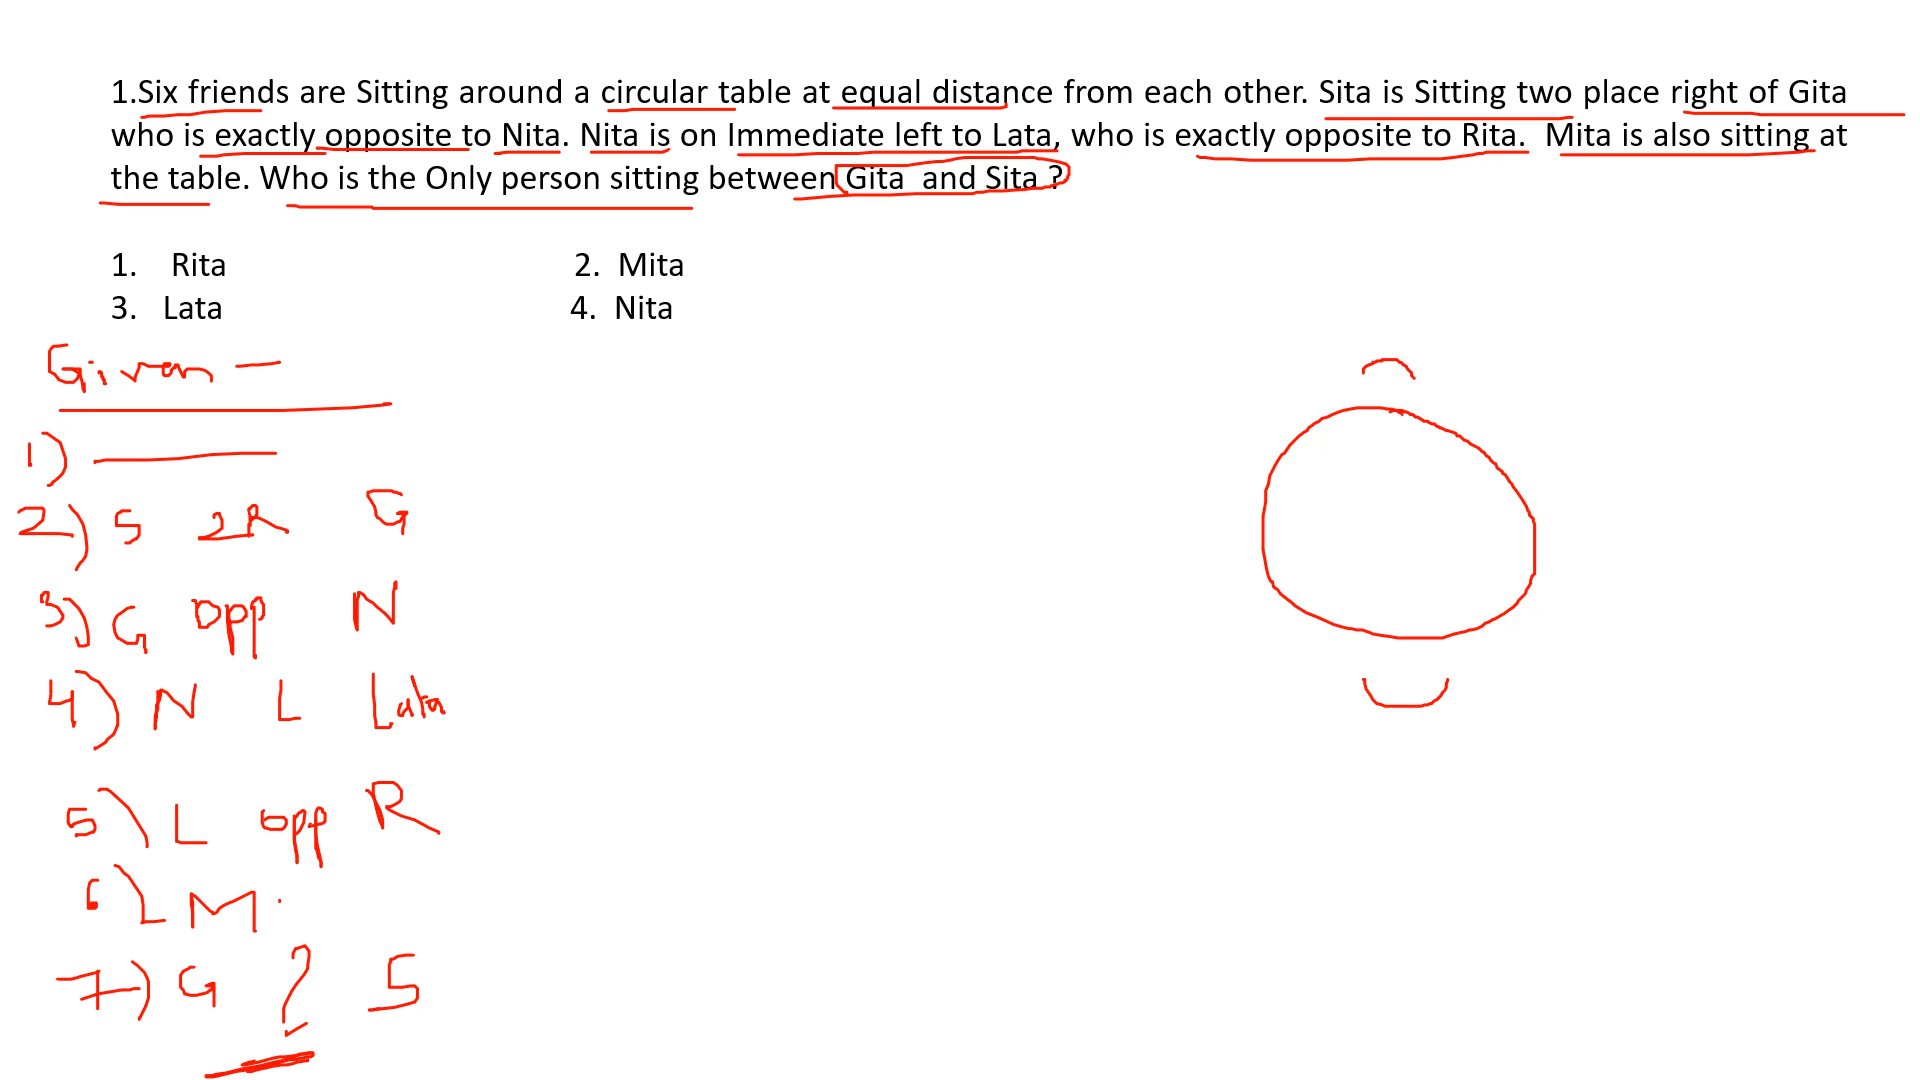 1.Six friends are Sitting around a circular table at equal distance from each other. Sita is Sitting two place right of Gita
who is exactly opposite to Nita. Nita is on Immediate left to Lata, who is exactly opposite to Rita. Mita is also sitting at
the table. Who is the Only person sitting between Gita and Sita ?
1. Rita 2. Mita
3. Lata 4. Nita
Given -
1)
2) S 2R G
3) G opp N
4) N L Lata
5) L opp R
6) M
7) G ? S